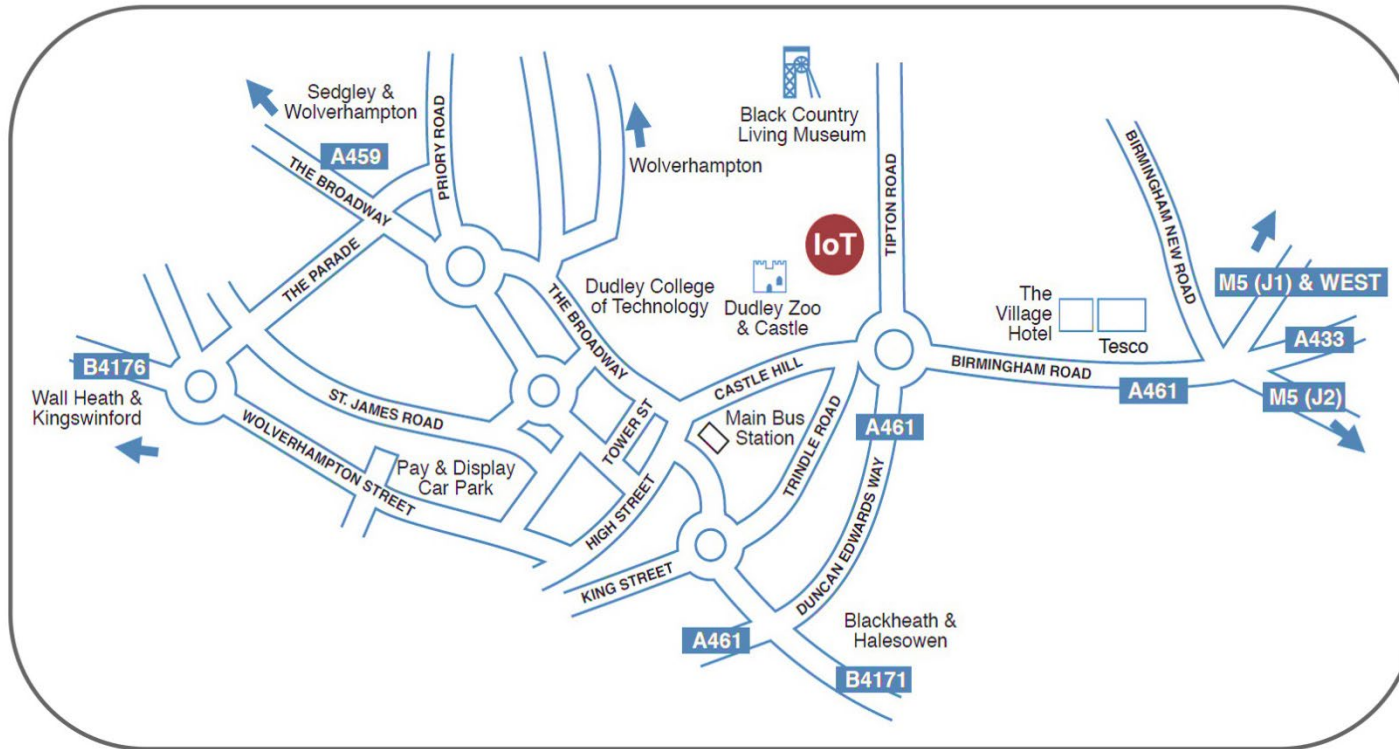 Sedgley &
Wolverhampton
A459
THE BROADWAY
PRIORY ROAD
Wolverhampton
Black Country
Living Museum
TIPTON ROAD
IoT
BIRMINGHAM NEW ROAD
M5 (J1) & WEST
A433
M5 (J2)
THE PARADE
THE BROADWAY
Dudley College
of Technology
Dudley Zoo
& Castle
The
Village
Hotel
Tesco
BIRMINGHAM ROAD
A461
B4176
Wall Heath &
Kingswinford
ST. JAMES ROAD
WOLVERHAMPTON STREET
Pay & Display
Car Park
TOWER ST
CASTLE HILL
Main Bus
Station
TRINDLE ROAD
A461
DUNCAN EDWARDS WAY
HIGH STREET
KING STREET
A461
Blackheath &
Halesowen
B4171